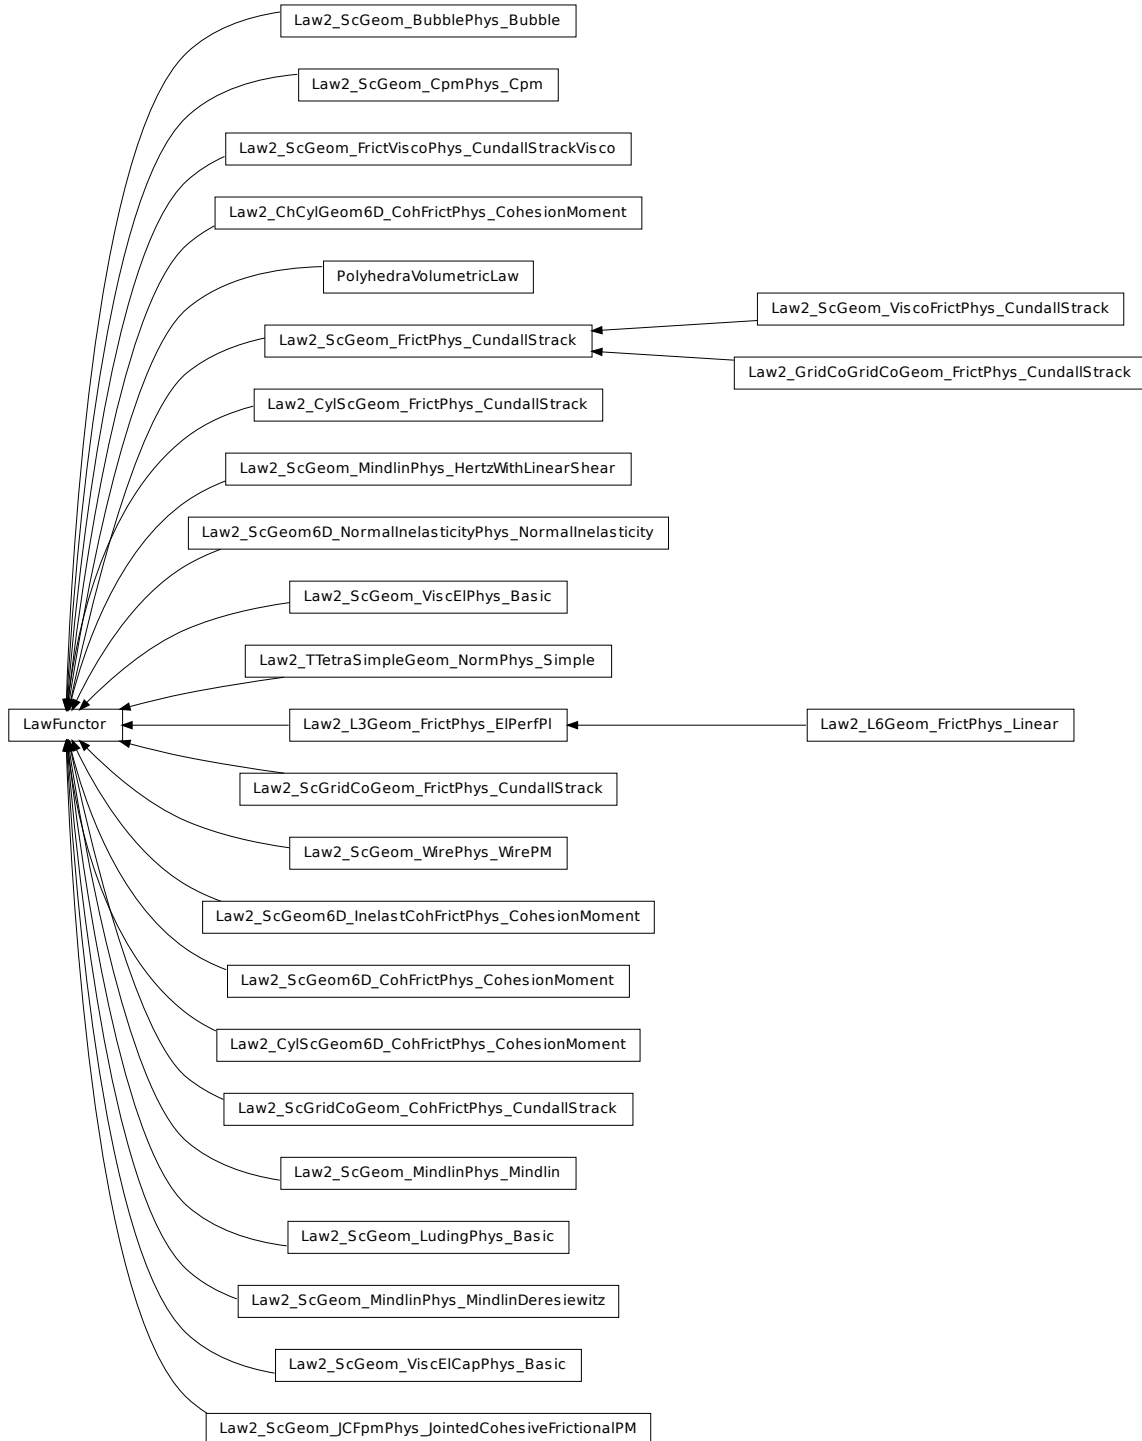 Law2_ScGeom_BubblePhys_Bubble
Law2_ScGeom_CpmPhys_Cpm
Law2_ScGeom_FrictViscoPhys_CundallStrackVisco
Law2_ChCylGeom6D_CohFrictPhys_CohesionMoment
PolyhedraVolumetricLaw
Law2_ScGeom_ViscoFrictPhys_CundallStrack
Law2_ScGeom_FrictPhys_CundallStrack
Law2_GridCoGridCoGeom_FrictPhys_CundallStrack
Law2_CylScGeom_FrictPhys_CundallStrack
Law2_ScGeom_MindlinPhys_HertzWithLinearShear
Law2_ScGeom6D_NormalInelasticityPhys_NormalInelasticity
Law2_ScGeom_ViscElPhys_Basic
Law2_TTetraSimpleGeom_NormPhys_Simple
LawFunctor
Law2_L3Geom_FrictPhys_ElPerfPl
Law2_L6Geom_FrictPhys_Linear
Law2_ScGridCoGeom_FrictPhys_CundallStrack
Law2_ScGeom_WirePhys_WirePM
Law2_ScGeom6D_InelastCohFrictPhys_CohesionMoment
Law2_ScGeom6D_CohFrictPhys_CohesionMoment
Law2_CylScGeom6D_CohFrictPhys_CohesionMoment
Law2_ScGridCoGeom_CohFrictPhys_CundallStrack
Law2_ScGeom_MindlinPhys_Mindlin
Law2_ScGeom_LudingPhys_Basic
Law2_ScGeom_MindlinPhys_MindlinDeresiewitz
Law2_ScGeom_ViscElCapPhys_Basic
Law2_ScGeom_JCFpmPhys_JointedCohesiveFrictionalPM